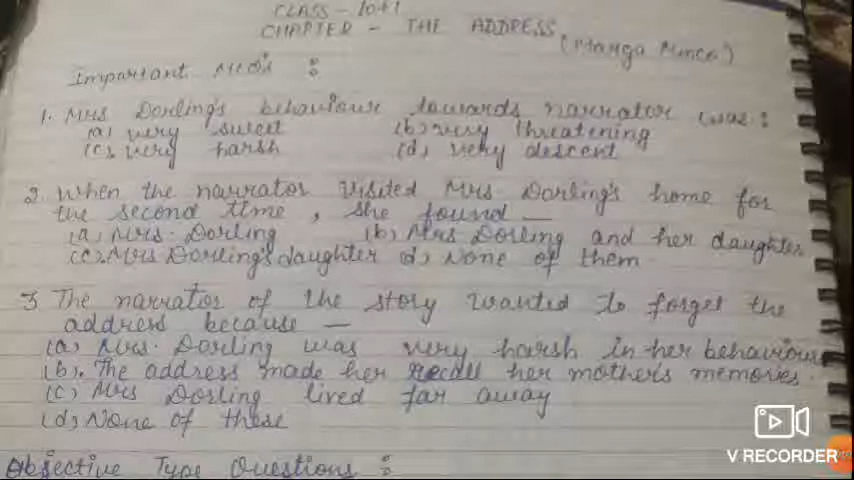 CLASS - 10+1
CHAPTER - THE ADDRESS
(Marga Minco)
Important MCQ's :
1. Mrs Dorling's behaviour towards narrator was :
(a) very sweet (b) very threatening
(c), very harsh (d), very descent
2. When the narrator visited Mrs Dorling's home for
the second time, she found —
(a) Mrs. Dorling (b), Mrs Dorling and her daughter
(c), Mrs Dorling's daughter (d), None of them
3 The narrator of the story wanted to forget the
address because —
(a), Mrs. Dorling was very harsh in her behaviour
(b). The address made her recall her mother's memories.
(c) Mrs Dorling lived far away
(d), None of these
Objective Type Questions :
V RECORDER